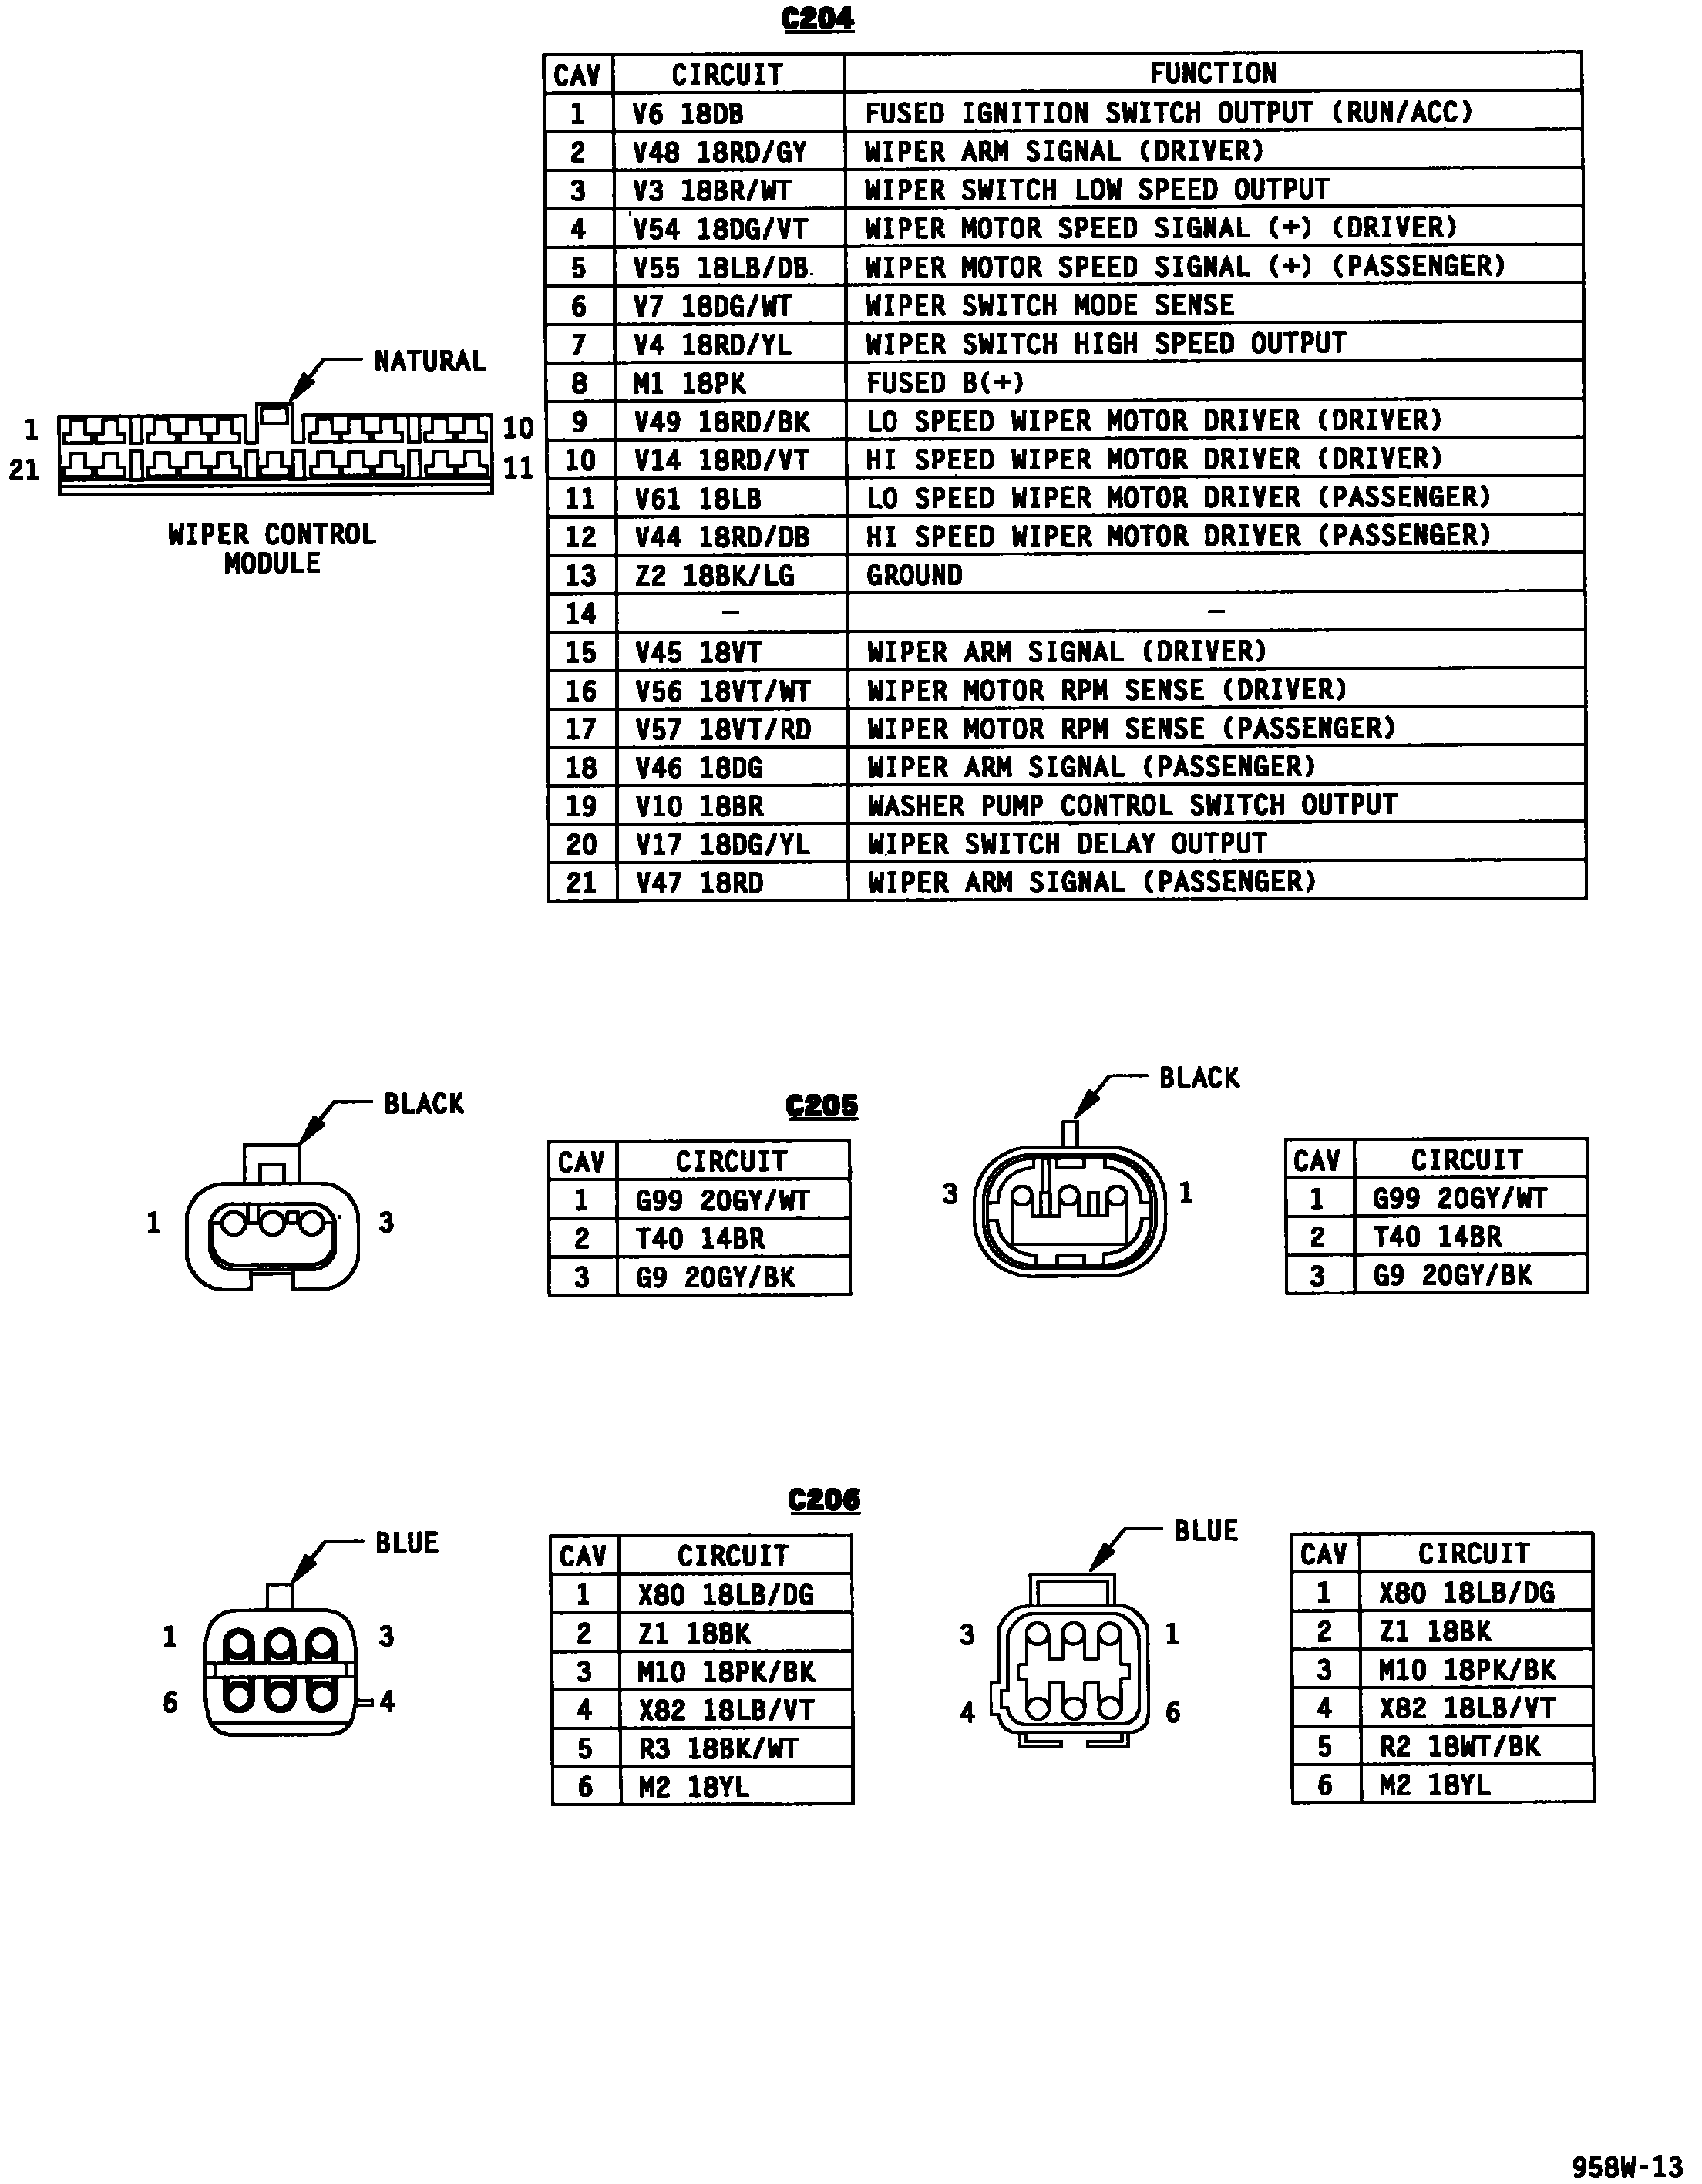 C204
CAV CIRCUIT FUNCTION
1 V6 18DB FUSED IGNITION SWITCH OUTPUT (RUN/ACC)
2 V48 18RD/GY WIPER ARM SIGNAL (DRIVER)
3 V3 18BR/WT WIPER SWITCH LOW SPEED OUTPUT
4 V54 18DG/VT WIPER MOTOR SPEED SIGNAL (+) (DRIVER)
5 V55 18LB/DB WIPER MOTOR SPEED SIGNAL (+) (PASSENGER)
6 V7 18DG/WT WIPER SWITCH MODE SENSE
7 V4 18RD/YL WIPER SWITCH HIGH SPEED OUTPUT
8 M1 18PK FUSED B(+)
9 V49 18RD/BK LO SPEED WIPER MOTOR DRIVER (DRIVER)
10 V14 18RD/VT HI SPEED WIPER MOTOR DRIVER (DRIVER)
11 V61 18LB LO SPEED WIPER MOTOR DRIVER (PASSENGER)
12 V44 18RD/DB HI SPEED WIPER MOTOR DRIVER (PASSENGER)
13 Z2 18BK/LG GROUND
14 – –
15 V45 18VT WIPER ARM SIGNAL (DRIVER)
16 V56 18VT/WT WIPER MOTOR RPM SENSE (DRIVER)
17 V57 18VT/RD WIPER MOTOR RPM SENSE (PASSENGER)
18 V46 18DG WIPER ARM SIGNAL (PASSENGER)
19 V10 18BR WASHER PUMP CONTROL SWITCH OUTPUT
20 V17 18DG/YL WIPER SWITCH DELAY OUTPUT
21 V47 18RD WIPER ARM SIGNAL (PASSENGER)
NATURAL
1 10
21 11
WIPER CONTROL
MODULE
C205
BLACK
1 3
CAV CIRCUIT
1 G99 20GY/WT
2 T40 14BR
3 G9 20GY/BK
BLACK
3 1
CAV CIRCUIT
1 G99 20GY/WT
2 T40 14BR
3 G9 20GY/BK
C206
BLUE
1 3
6 4
CAV CIRCUIT
1 X80 18LB/DG
2 Z1 18BK
3 M10 18PK/BK
4 X82 18LB/VT
5 R3 18BK/WT
6 M2 18YL
BLUE
3 1
4 6
CAV CIRCUIT
1 X80 18LB/DG
2 Z1 18BK
3 M10 18PK/BK
4 X82 18LB/VT
5 R2 18WT/BK
6 M2 18YL
958W-13